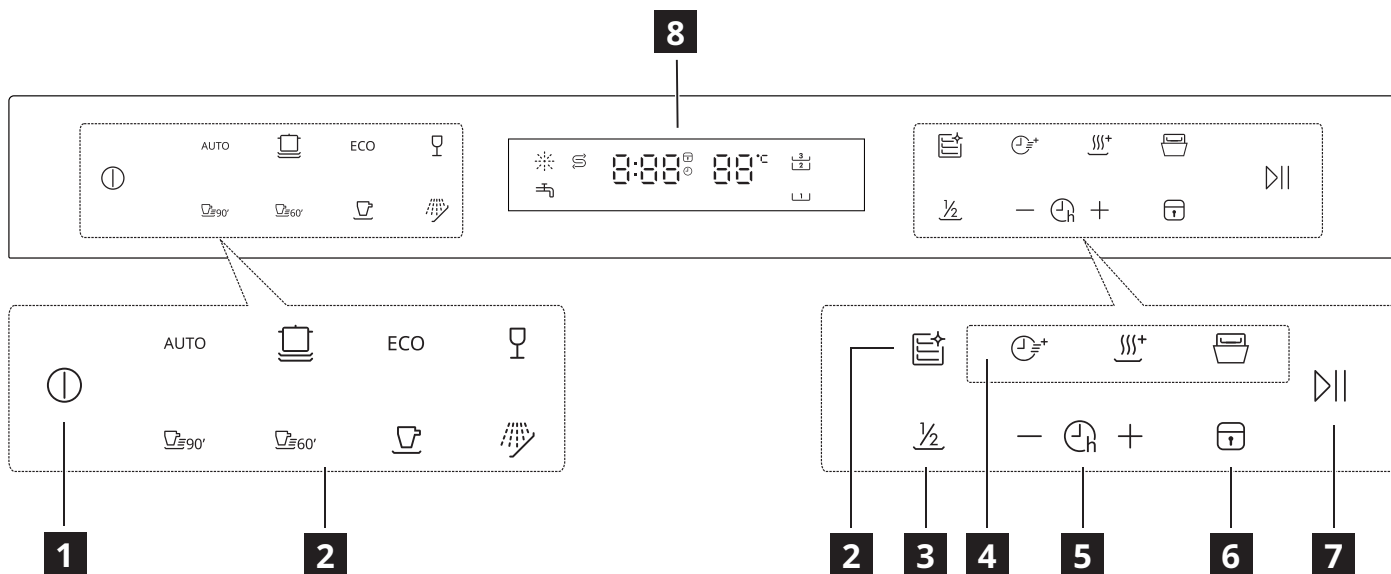 8
AUTO ECO
8:88 88 °C 3
2
90' 60' 1
½ − h +
AUTO ECO
90' 60'
½ − h +
1 2 2 3 4 5 6 7